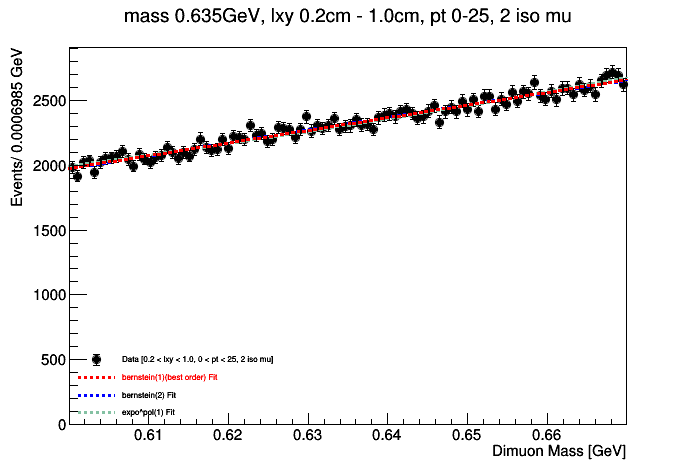 mass 0.635GeV, lxy 0.2cm - 1.0cm, pt 0-25, 2 iso mu
Events/ 0.0006985 GeV
2500
2000
1500
1000
500
0
Data [0.2 < lxy < 1.0, 0 < pt < 25, 2 iso mu]
bernstein(1)(best order) Fit
bernstein(2) Fit
expo^pol(1) Fit
0.61 0.62 0.63 0.64 0.65 0.66
Dimuon Mass [GeV]